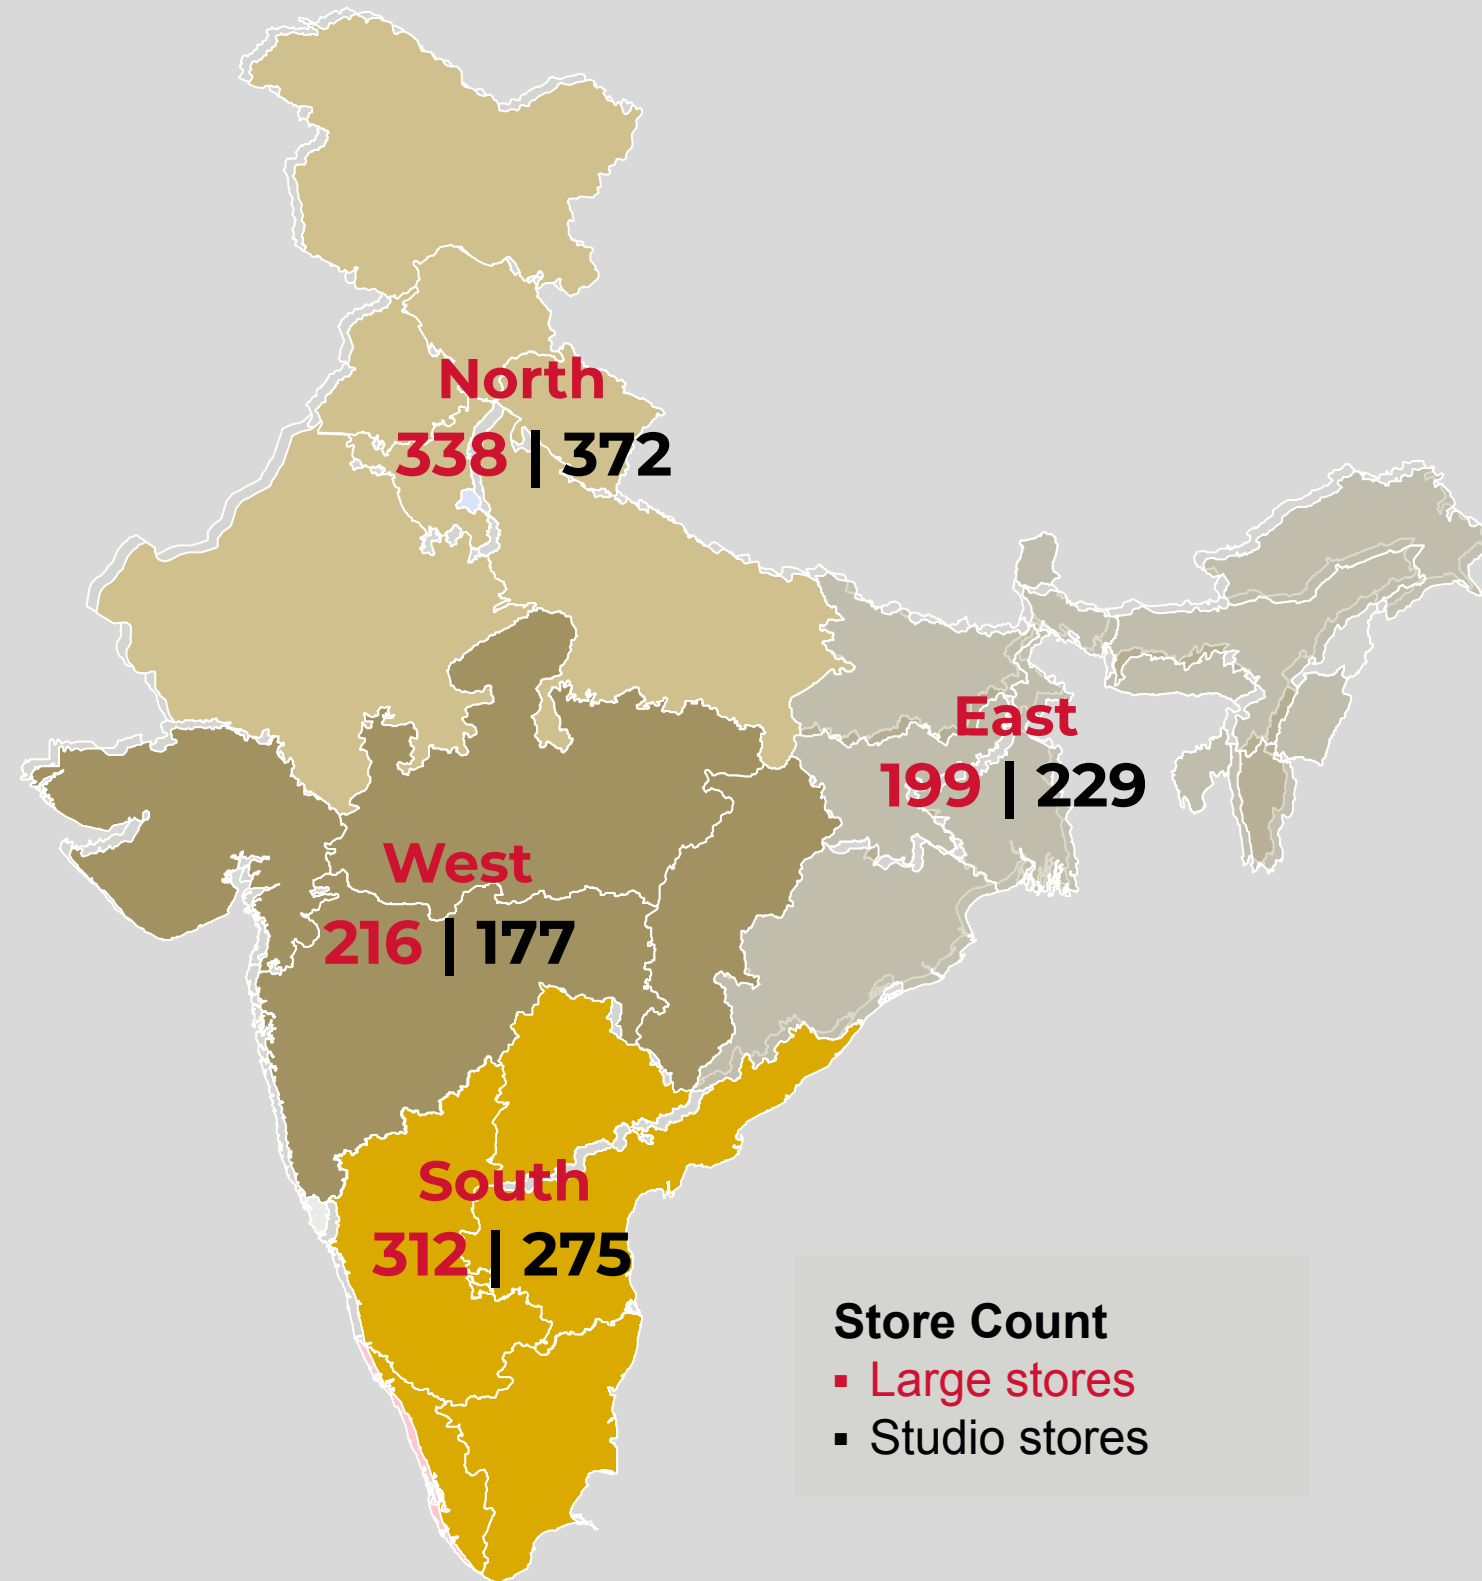 North
338 | 372
East
199 | 229
West
216 | 177
South
312 | 275
Store Count
▪ Large stores
▪ Studio stores